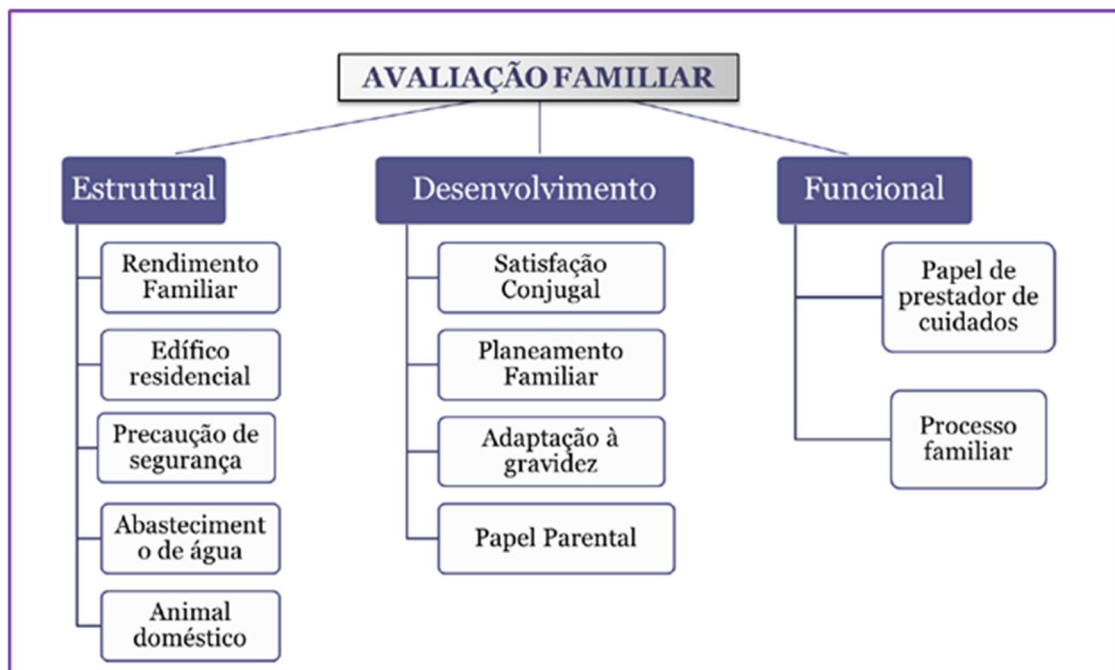 AVALIAÇÃO FAMILIAR
Estrutural
Rendimento
Familiar
Edífico
residencial
Precaução de
segurança
Abasteciment
o de água
Animal
doméstico
Desenvolvimento
Satisfação
Conjugal
Planeamento
Familiar
Adaptação à
gravidez
Papel Parental
Funcional
Papel de
prestador de
cuidados
Processo
familiar